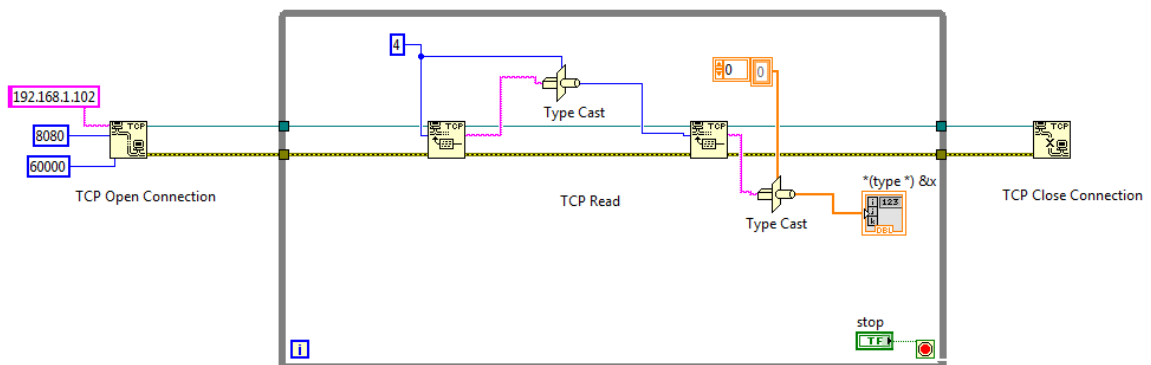 4
0
0
TCP
Type Cast
192.168.1.102
8080
60000
TCP
TCP
TCP
TCP
TCP Open Connection
TCP Read
*(type *) &x
i
123
j
k
DBL
Type Cast
TCP Close Connection
stop
TF
i